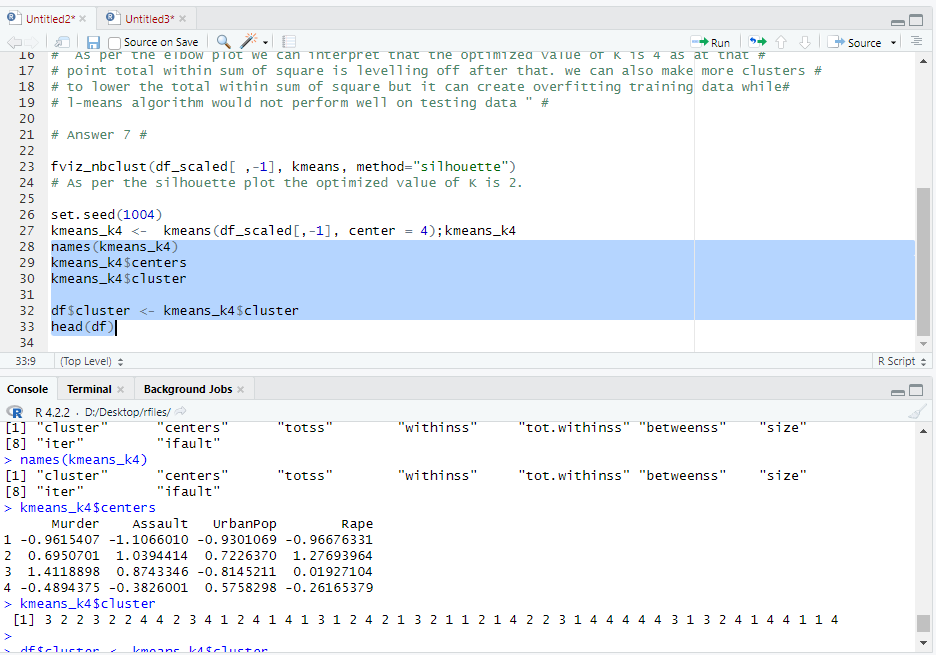 Untitled2* Untitled3*
Source on Save Run Source
16 # As per the elbow plot we can interpret that the optimized value of K is 4 as at that #
17 # point total within sum of square is levelling off after that. we can also make more clusters #
18 # to lower the total within sum of square but it can create overfitting training data while#
19 # l-means algorithm would not perform well on testing data " #
20
21 # Answer 7 #
22
23 fviz_nbclust(df_scaled[ ,-1], kmeans, method="silhouette")
24 # As per the silhouette plot the optimized value of K is 2.
25
26 set.seed(1004)
27 kmeans_k4 <-  kmeans(df_scaled[,-1], center = 4);kmeans_k4
28 names(kmeans_k4)
29 kmeans_k4$centers
30 kmeans_k4$cluster
31
32 df$cluster <- kmeans_k4$cluster
33 head(df)
34
33:9 (Top Level) R Script
Console Terminal Background Jobs
R 4.2.2 · D:/Desktop/rfiles/
[1] "cluster" "centers" "totss" "withinss" "tot.withinss" "betweenss" "size"
[8] "iter" "ifault"
> names(kmeans_k4)
[1] "cluster" "centers" "totss" "withinss" "tot.withinss" "betweenss" "size"
[8] "iter" "ifault"
> kmeans_k4$centers
Murder Assault UrbanPop Rape
1 -0.9615407 -1.1066010 -0.9301069 -0.96676331
2 0.6950701 1.0394414 0.7226370 1.27693964
3 1.4118898 0.8743346 -0.8145211 0.01927104
4 -0.4894375 -0.3826001 0.5758298 -0.26165379
> kmeans_k4$cluster
[1] 3 2 2 3 2 2 4 4 2 3 4 1 2 4 1 4 1 3 1 2 4 2 1 3 2 1 1 2 1 4 2 2 3 1 4 4 4 4 4 3 1 3 2 4 1 4 4 1 1 4
>
> df$cluster <- kmeans_k4$cluster